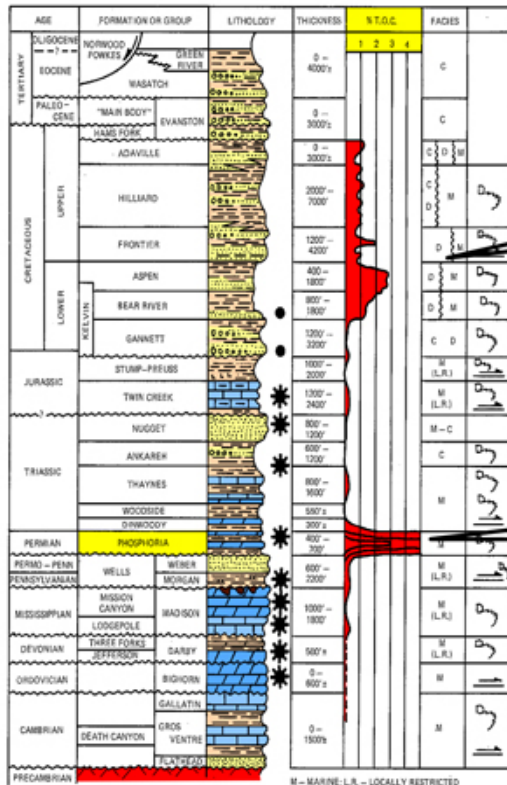 AGE FORMATION OR GROUP LITHOLOGY THICKNESS % T.O.C. FACIES
1 2 3 4
TERTIARY
OLIGOCENE
?
EOCENE
NORWOOD
FOWKES
GREEN
RIVER
WASATCH
0 –
4000'±
C
PALEO-
CENE
"MAIN BODY"
EVANSTON
0 –
3000'±
C
HAMS FORK
CRETACEOUS
UPPER
ADAVILLE
0 –
3000'±
C D M
HILLIARD
2000'–
7000'
C
D
M
D
FRONTIER
1200'–
4200'
D M
LOWER
ASPEN
400 –
1800'
D M
D
KELVIN
BEAR RIVER
800'–
1800'
D M
D
GANNETT
1200'–
3200'
C D
D
JURASSIC
STUMP–PREUSS
1000'–
2000'
M
(L.R.)
D
TWIN CREEK
1200'–
2400'
M
(L.R.)
D
?
TRIASSIC
NUGGET
800'–
1200'
M–C
ANKAREH
600'–
1200'
C
D
THAYNES
800'–
1600'
M
D
D
WOODSIDE
550'±
DINWOODY
300'±
PERMIAN
PHOSPHORIA
400'–
700'
M
D
PERMO – PENN
PENNSYLVANIAN
WELLS
WEBER
MORGAN
600'–
2200'
M
(L.R.)
D
MISSISSIPPIAN
MISSION
CANYON
LODGEPOLE
MADISON
1000'–
1800'
M
(L.R.)
D
DEVONIAN
THREE FORKS
JEFFERSON
DARBY
500'±
M
(L.R.)
D
ORDOVICIAN
BIGHORN
0 –
600'±
M
CAMBRIAN
GALLATIN
DEATH CANYON
GROS
VENTRE
FLATHEAD
0 –
1500'±
M
D
PRECAMBRIAN
M – MARINE: L.R. – LOCALLY RESTRICTED